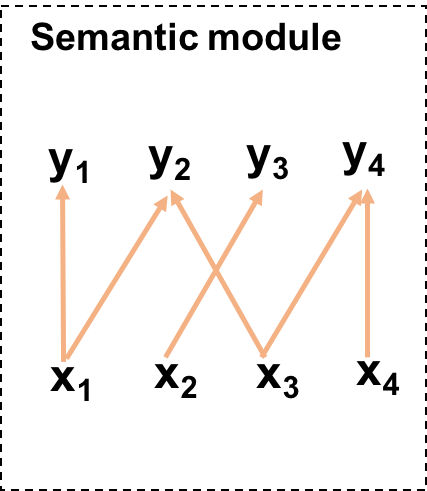 Semantic module
y₁ y₂ y₃ y₄
x₁ x₂ x₃ x₄